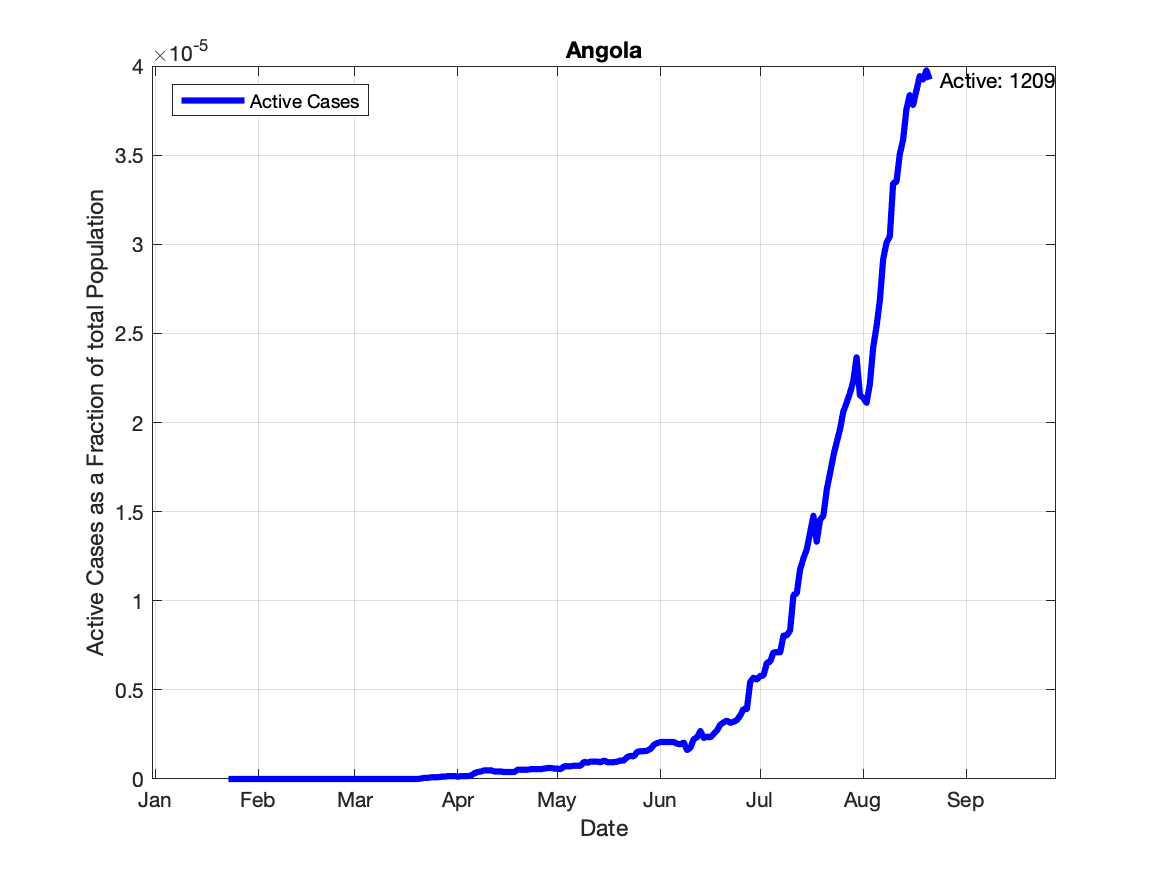 Angola
×10-5
4
3.5
3
2.5
2
1.5
1
0.5
0
Active Cases as a Fraction of total Population
Active Cases
Active: 1209
Jan Feb Mar Apr May Jun Jul Aug Sep
Date